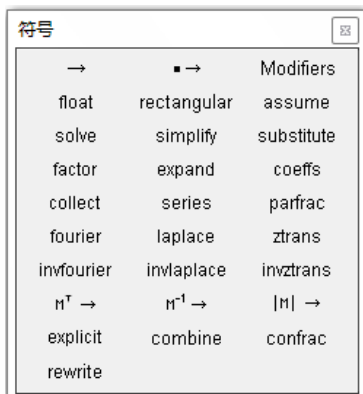 符号
→ ▪ → Modifiers
float rectangular assume
solve simplify substitute
factor expand coeffs
collect series parfrac
fourier laplace ztrans
invfourier invlaplace invztrans
Mᵀ → M⁻¹ → |M| →
explicit combine confrac
rewrite